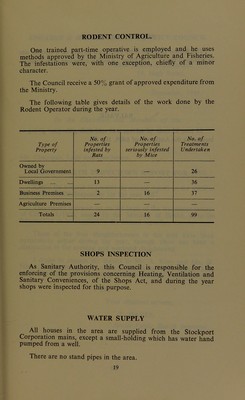 RODENT CONTROL.
One trained part-time operative is employed and he uses
methods approved by the Ministry of Agriculture and Fisheries.
The infestations were, with one exception, chiefly of a minor
character.
The Council receive a 50% grant of approved expenditure from
the Ministry.
The following table gives details of the work done by the
Rodent Operator during the year.
Type of Property | No. of Properties infested by Rats | No. of Properties seriously infested by Mice | No. of Treatments Undertaken
Owned by
Local Government 9 — 26
Dwellings ... ... 13 — 36
Business Premises ... 2 16 37
Agriculture Premises — — —
Totals ... 24 16 99
SHOPS INSPECTION
As Sanitary Authority, this Council is responsible for the
enforcing of the provisions concerning Heating, Ventilation and
Sanitary Conveniences, of the Shops Act, and during the year
shops were inspected for this purpose.
WATER SUPPLY
All houses in the area are supplied from the Stockport
Corporation mains, except a small-holding which has water hand
pumped from a well.
There are no stand pipes in the area.
19